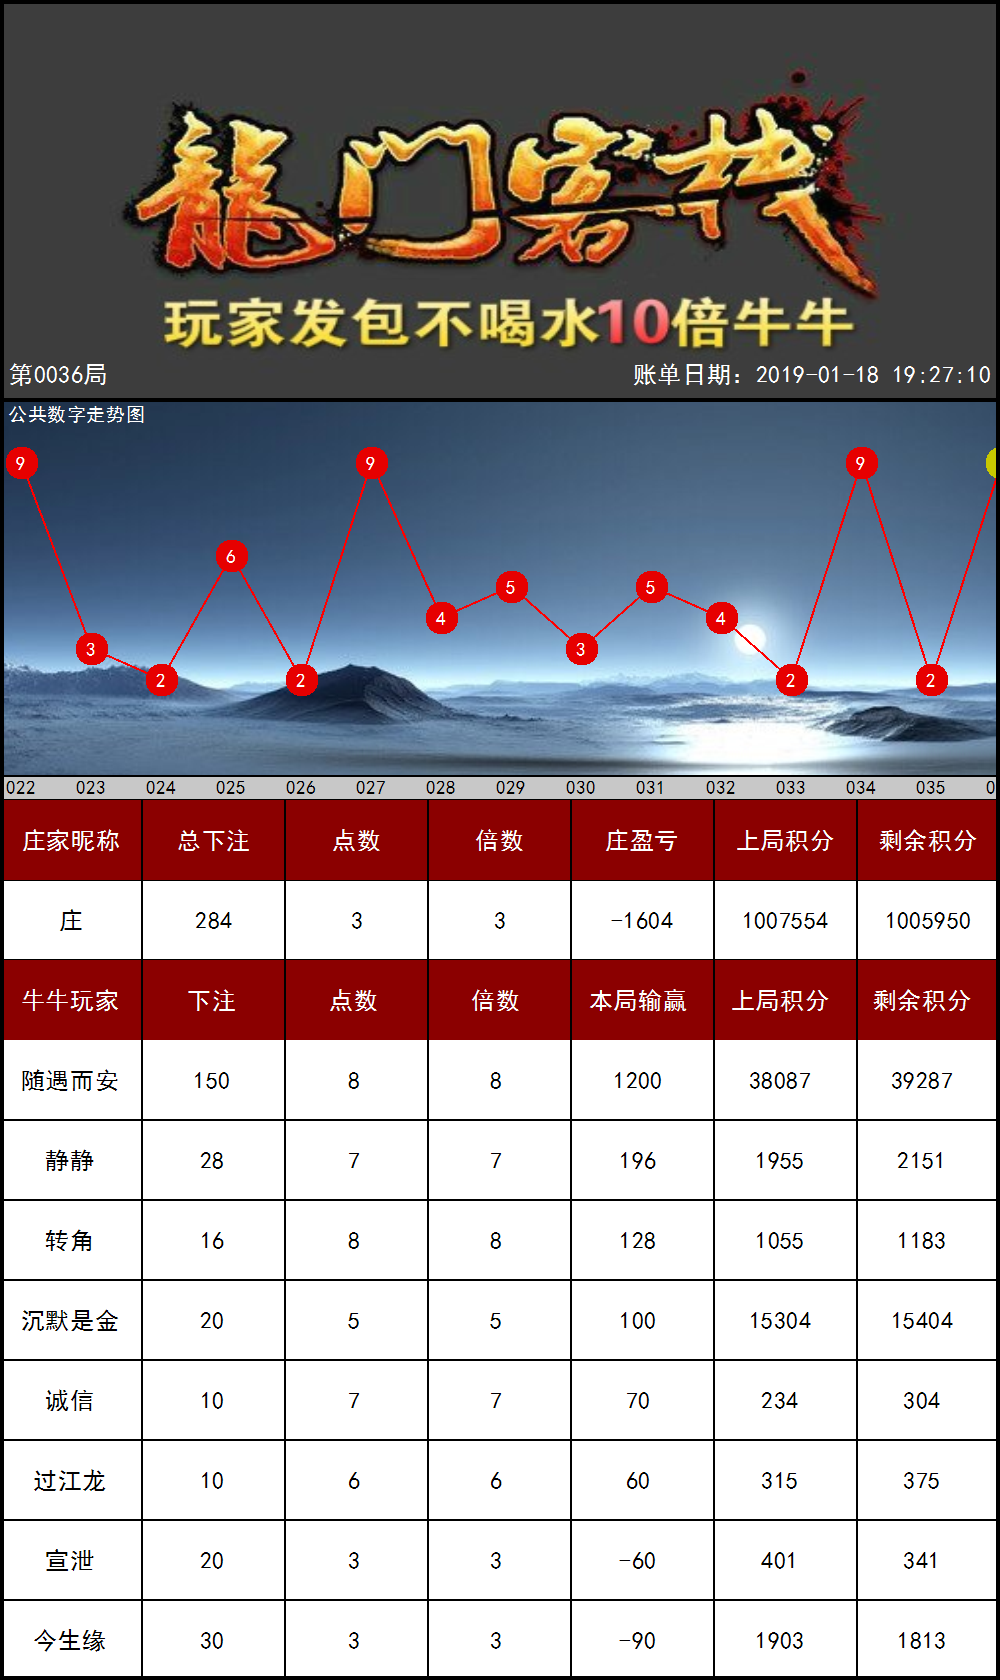 龍门客栈
玩家发包不喝水10倍牛牛
第0036局 账单日期：2019-01-18 19:27:10
公共数字走势图
9 9 9
6
5 5
4 4
3 3
2 2 2 2
022 023 024 025 026 027 028 029 030 031 032 033 034 035 0
庄家昵称 总下注 点数 倍数 庄盈亏 上局积分 剩余积分
庄 284 3 3 -1604 1007554 1005950
牛牛玩家 下注 点数 倍数 本局输赢 上局积分 剩余积分
随遇而安 150 8 8 1200 38087 39287
静静 28 7 7 196 1955 2151
转角 16 8 8 128 1055 1183
沉默是金 20 5 5 100 15304 15404
诚信 10 7 7 70 234 304
过江龙 10 6 6 60 315 375
宣泄 20 3 3 -60 401 341
今生缘 30 3 3 -90 1903 1813